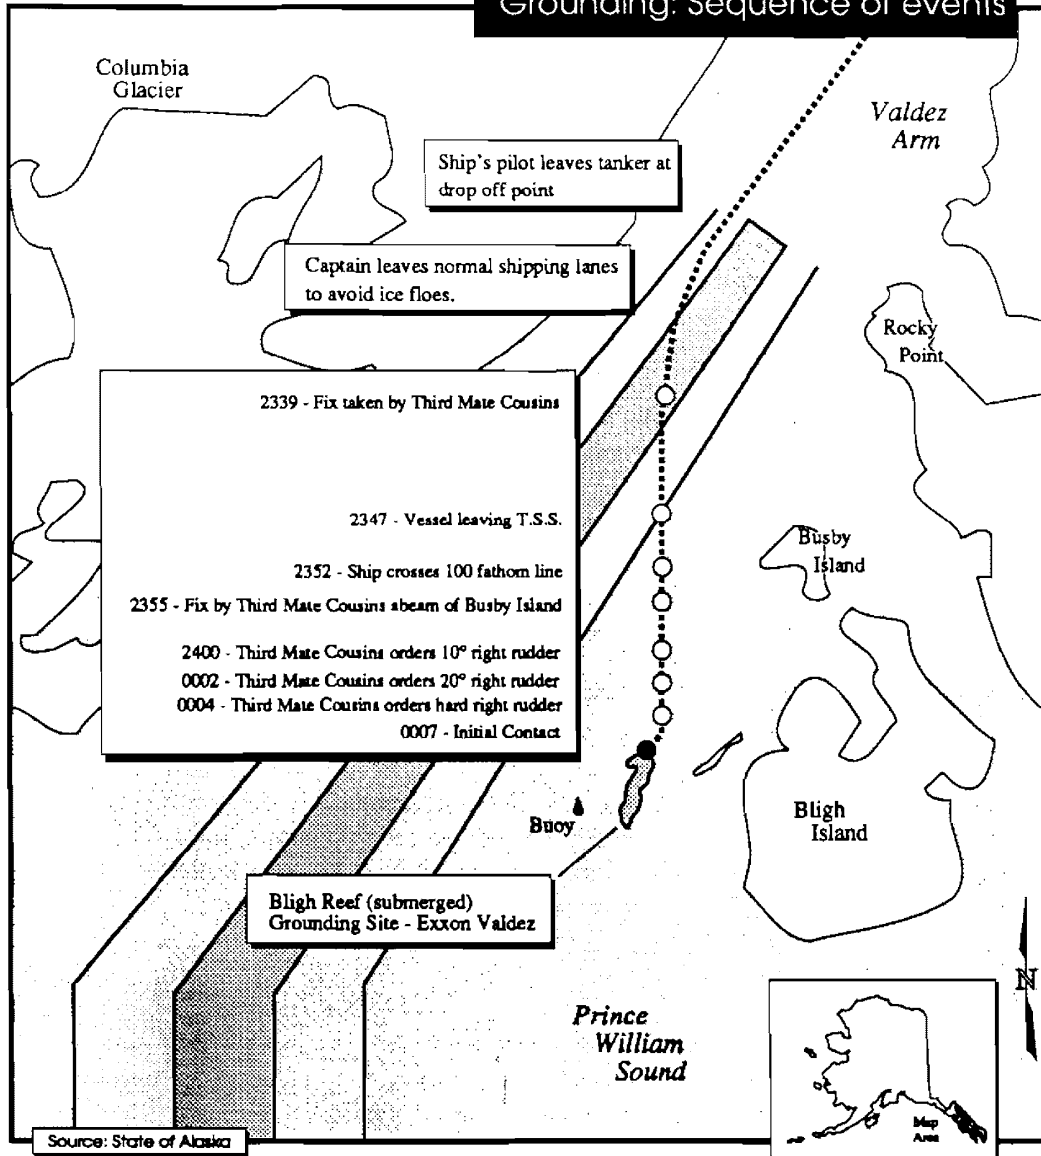 Grounding: Sequence of events
Columbia
Glacier
Valdez
Arm
Ship's pilot leaves tanker at
drop off point
Captain leaves normal shipping lanes
to avoid ice floes.
Rocky
Point
2339 - Fix taken by Third Mate Cousins
2347 - Vessel leaving T.S.S.
2352 - Ship crosses 100 fathom line
2355 - Fix by Third Mate Cousins abeam of Busby Island
2400 - Third Mate Cousins orders 10° right rudder
0002 - Third Mate Cousins orders 20° right rudder
0004 - Third Mate Cousins orders hard right rudder
0007 - Initial Contact
Busby
Island
Buoy
Bligh
Island
Bligh Reef (submerged)
Grounding Site - Exxon Valdez
N
Prince
William
Sound
Map
Area
Source: State of Alaska